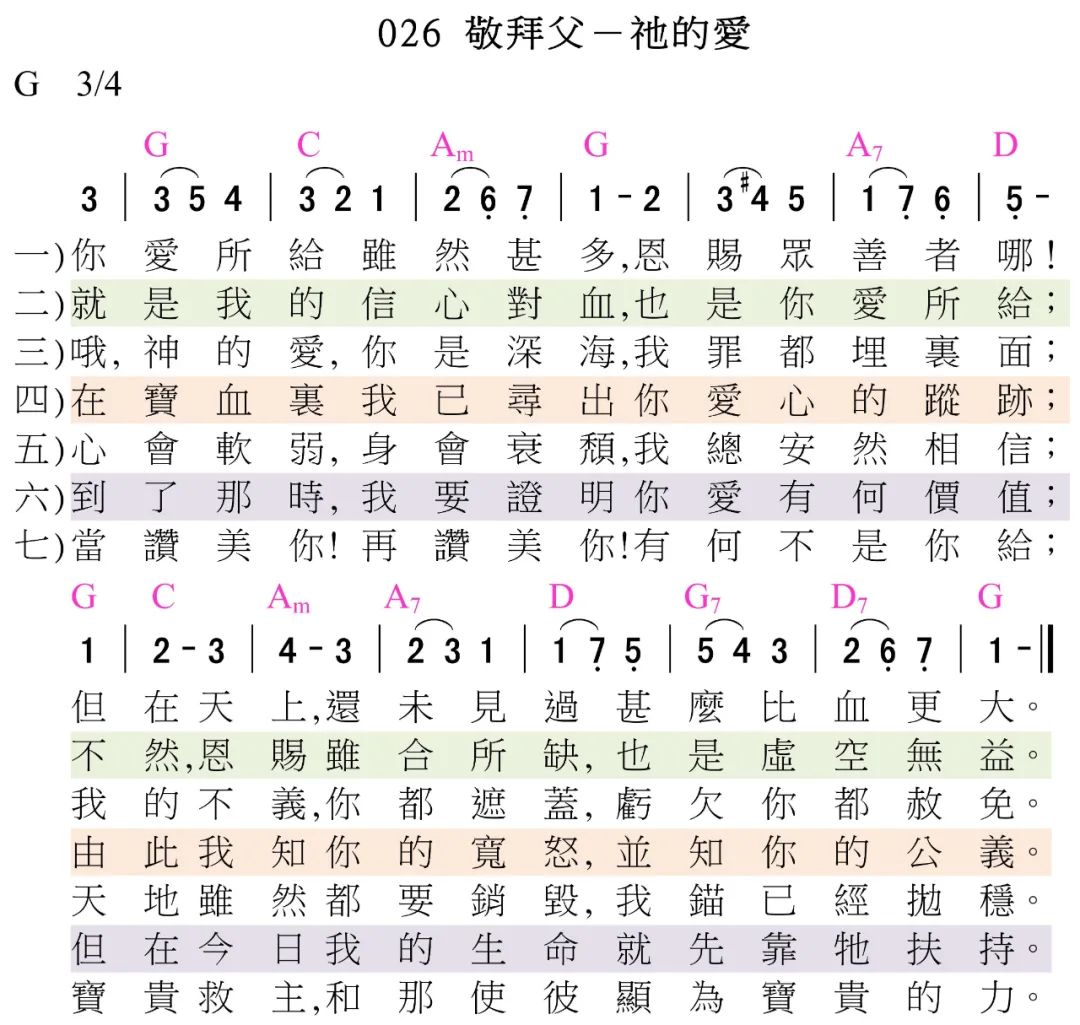 026 敬拜父－祂的愛
G 3/4
G C Am G A7 D
3 | 3 5 4 | 3 2 1 | 2 6 7 | 1 - 2 | 3 #4 5 | 1 7 6 | 5 -
一)你愛所給雖然甚多,恩賜眾善者哪!
二)就是我的信心對血,也是你愛所給;
三)哦,神的愛,你是深海,我罪都埋裏面;
四)在寶血裏我已尋出你愛心的蹤跡;
五)心會軟弱,身會衰頹,我總安然相信;
六)到了那時,我要證明你愛有何價值;
七)當讚美你!再讚美你!有何不是你給;
G C Am A7 D G7 D7 G
1 | 2 - 3 | 4 - 3 | 2 3 1 | 1 7 5 | 5 4 3 | 2 6 7 | 1 - ‖
但在天上,還未見過甚麼比血更大。
不然,恩賜雖合所缺,也是虛空無益。
我的不義,你都遮蓋,虧欠你都赦免。
由此我知你的寬怒,並知你的公義。
天地雖然都要銷毀,我錨已經拋穩。
但在今日我的生命就先靠牠扶持。
寶貴救主,和那使彼顯為寶貴的力。